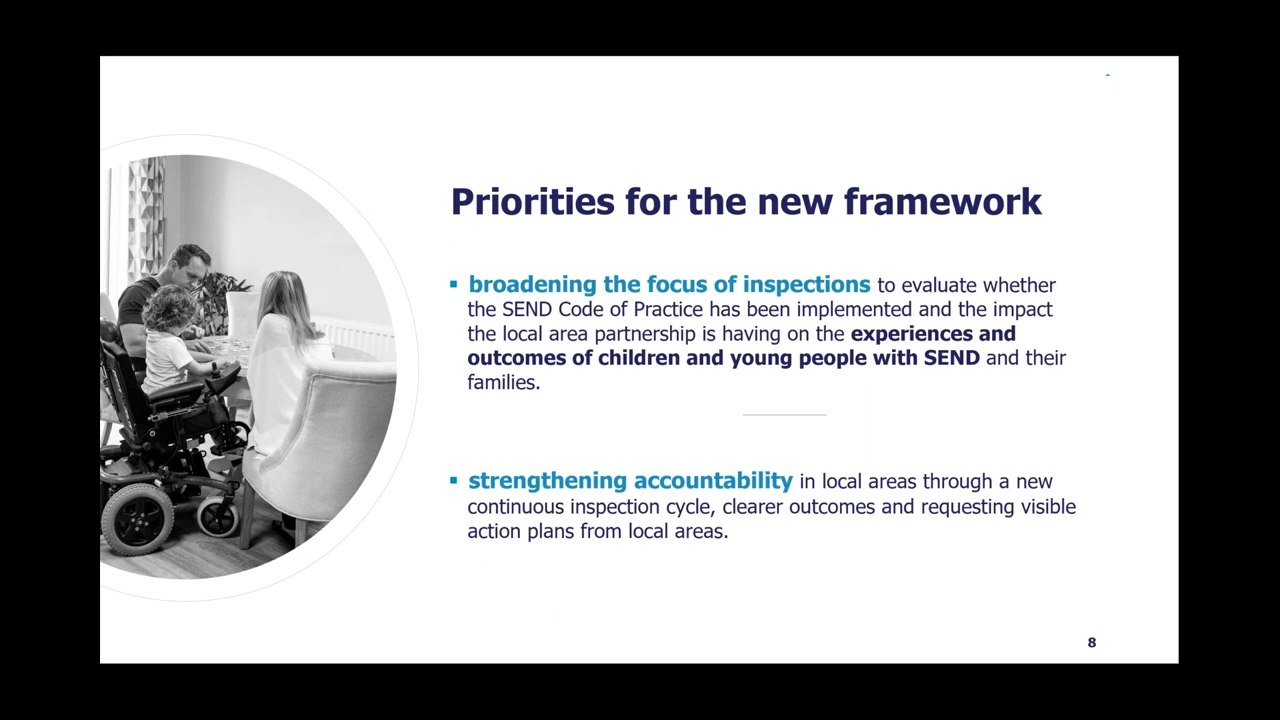 Priorities for the new framework
▪ broadening the focus of inspections to evaluate whether
the SEND Code of Practice has been implemented and the impact
the local area partnership is having on the experiences and
outcomes of children and young people with SEND and their
families.
▪ strengthening accountability in local areas through a new
continuous inspection cycle, clearer outcomes and requesting visible
action plans from local areas.
8